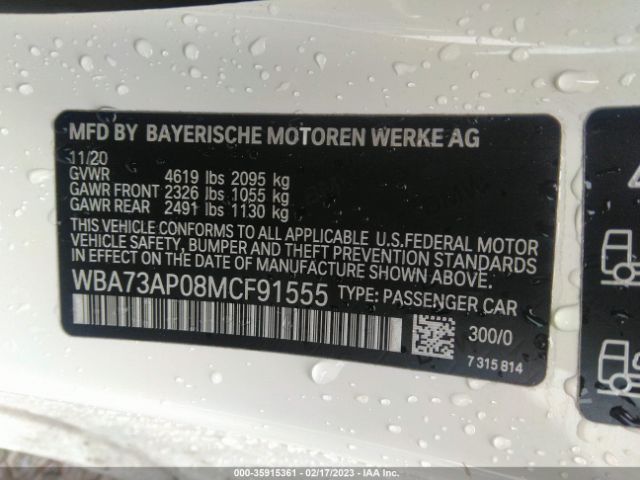 MFD BY BAYERISCHE MOTOREN WERKE AG
11/20
GVWR 4619 lbs 2095 kg
GAWR FRONT 2326 lbs 1055 kg
GAWR REAR 2491 lbs 1130 kg
THIS VEHICLE CONFORMS TO ALL APPLICABLE U.S.FEDERAL MOTOR
VEHICLE SAFETY, BUMPER AND THEFT PREVENTION STANDARDS
IN EFFECT ON THE DATE OF MANUFACTURE SHOWN ABOVE.
WBA73AP08MCF91555 TYPE: PASSENGER CAR
300/0
7 315 814
000-35915361 - 02/17/2023 - IAA Inc.